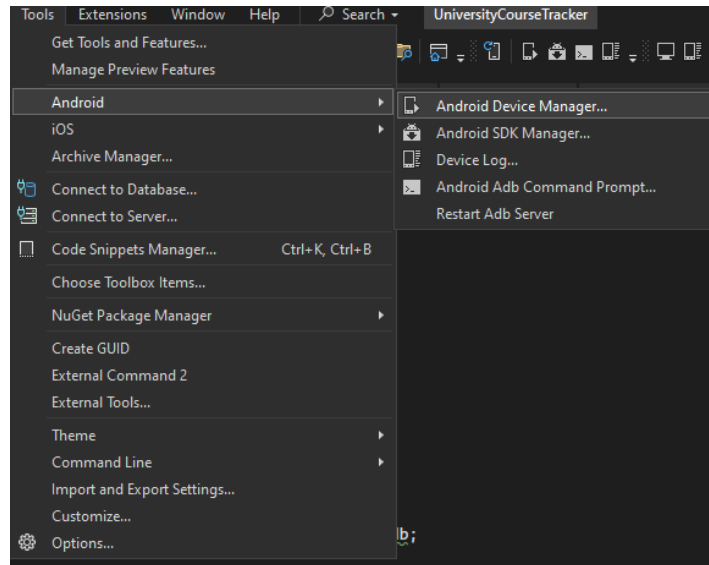 Tools Extensions Window Help Search UniversityCourseTracker
Get Tools and Features...
Manage Preview Features
Android
iOS
Archive Manager...
Connect to Database...
Connect to Server...
Code Snippets Manager... Ctrl+K, Ctrl+B
Choose Toolbox Items...
NuGet Package Manager
Create GUID
External Command 2
External Tools...
Theme
Command Line
Import and Export Settings...
Customize...
Options...
Android Device Manager...
Android SDK Manager...
Device Log...
Android Adb Command Prompt...
Restart Adb Server
lb;